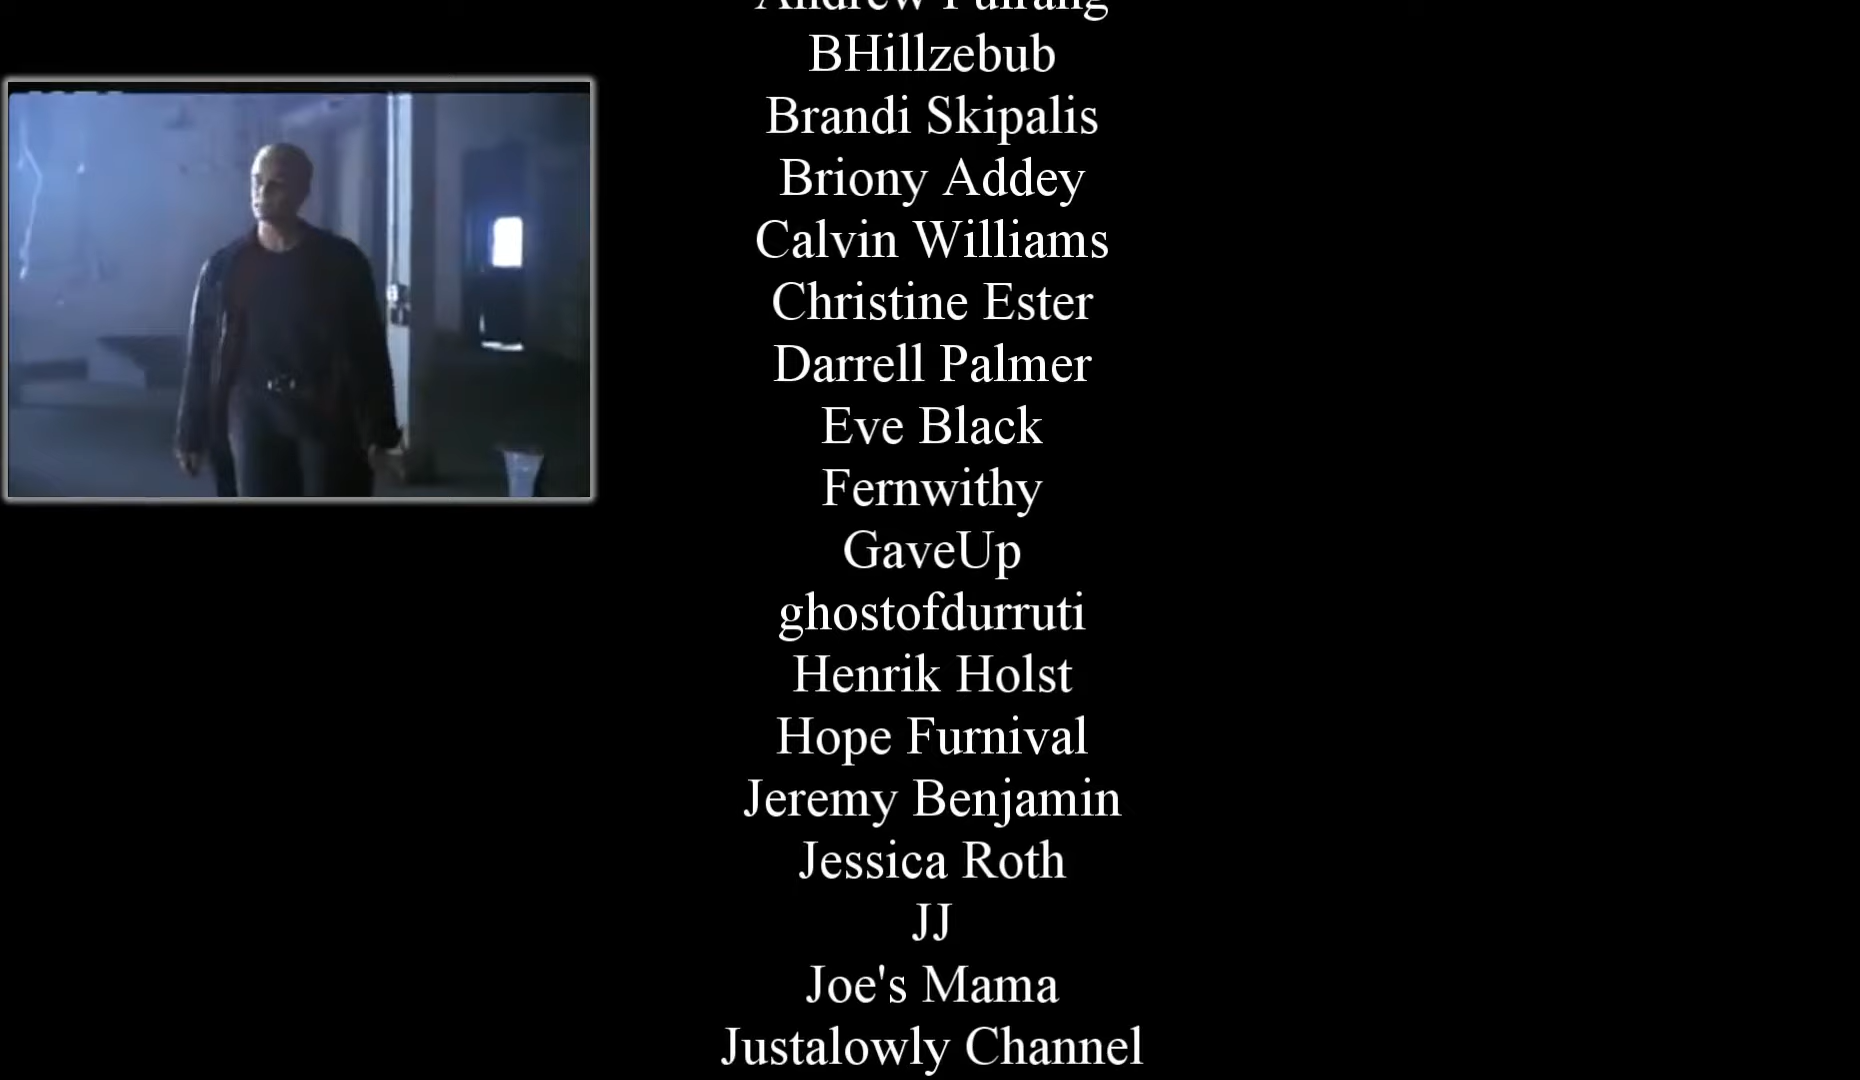 Andrew
BHillzebub
Brandi Skipalis
Briony Addey
Calvin Williams
Christine Ester
Darrell Palmer
Eve Black
Fernwithy
GaveUp
ghostofdurruti
Henrik Holst
Hope Furnival
Jeremy Benjamin
Jessica Roth
JJ
Joe's Mama
Justalowly Channel